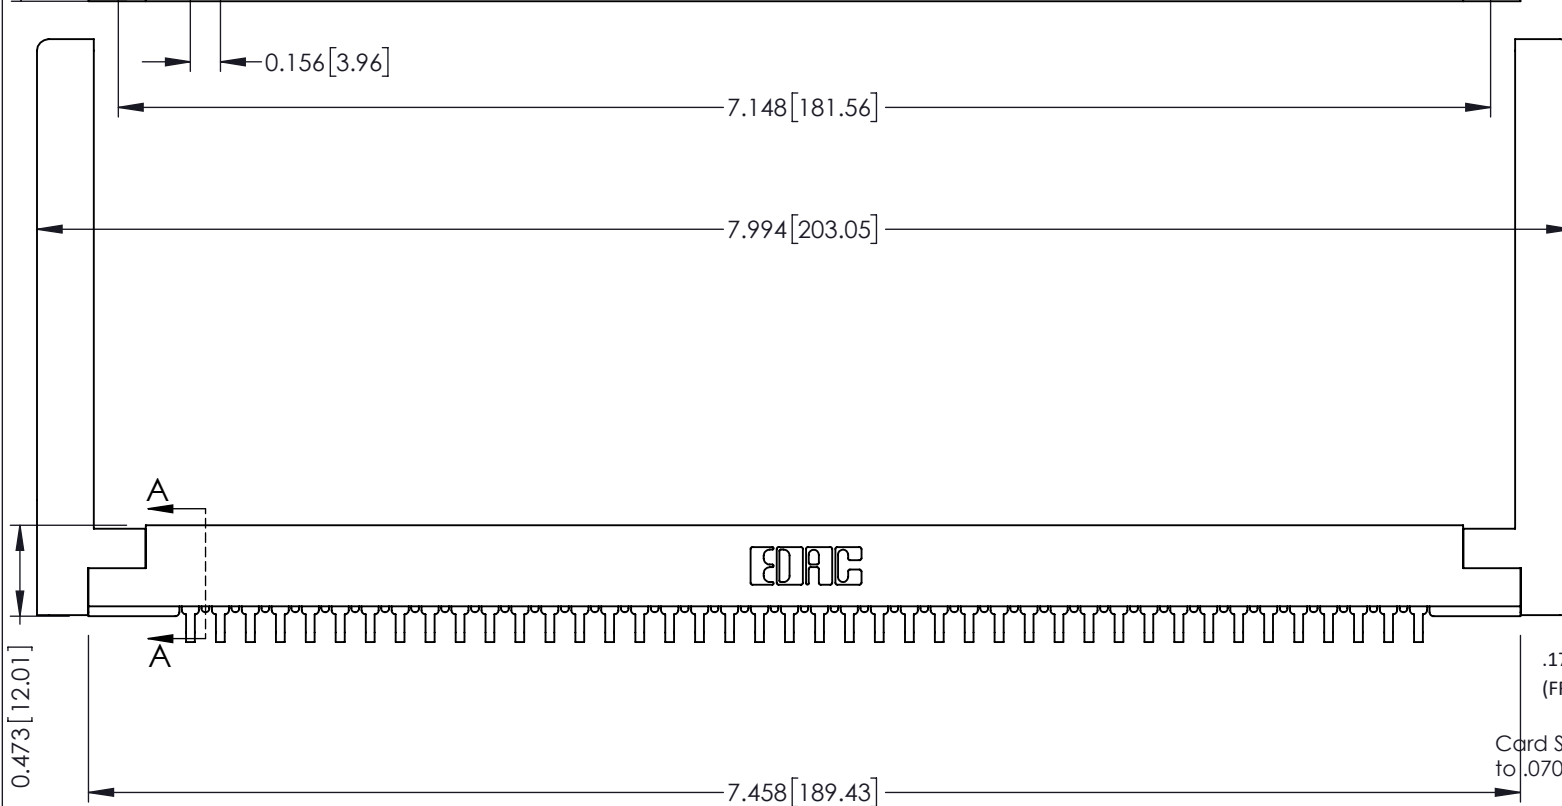 0.156[3.96]
7.148[181.56]
7.994[203.05]
A
EDAC
A
0.473[12.01]
7.458[189.43]
Card
to .070